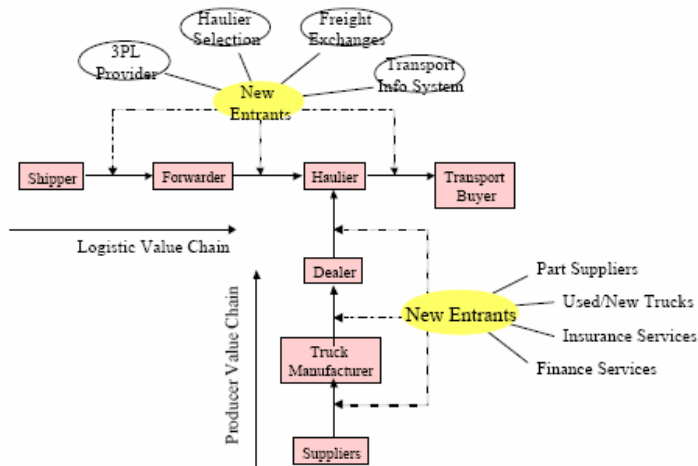 Haulier
Selection
Freight
Exchanges
3PL
Provider
Transport
Info System
New
Entrants
Shipper
Forwarder
Haulier
Transport
Buyer
Logistic Value Chain
Dealer
Part Suppliers
Used/New Trucks
New Entrants
Insurance Services
Finance Services
Truck
Manufacturer
Producer Value Chain
Suppliers